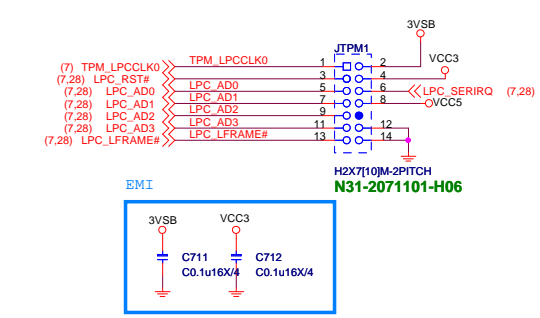 3VSB
JTPM1
VCC3
(7) TPM_LPCCLK0 TPM_LPCCLK0 1 2
(7,28) LPC_RST# 3 4
(7,28) LPC_AD0 LPC_AD0 5 6 LPC_SERIRQ (7,28)
(7,28) LPC_AD1 LPC_AD1 7 8 VCC5
(7,28) LPC_AD2 LPC_AD2 9
(7,28) LPC_AD3 LPC_AD3 11 12
(7,28) LPC_LFRAME# LPC_LFRAME# 13 14
H2X7[10]M-2PITCH
N31-2071101-H06
EMI
3VSB VCC3
C711 C712
C0.1u16X/4 C0.1u16X/4